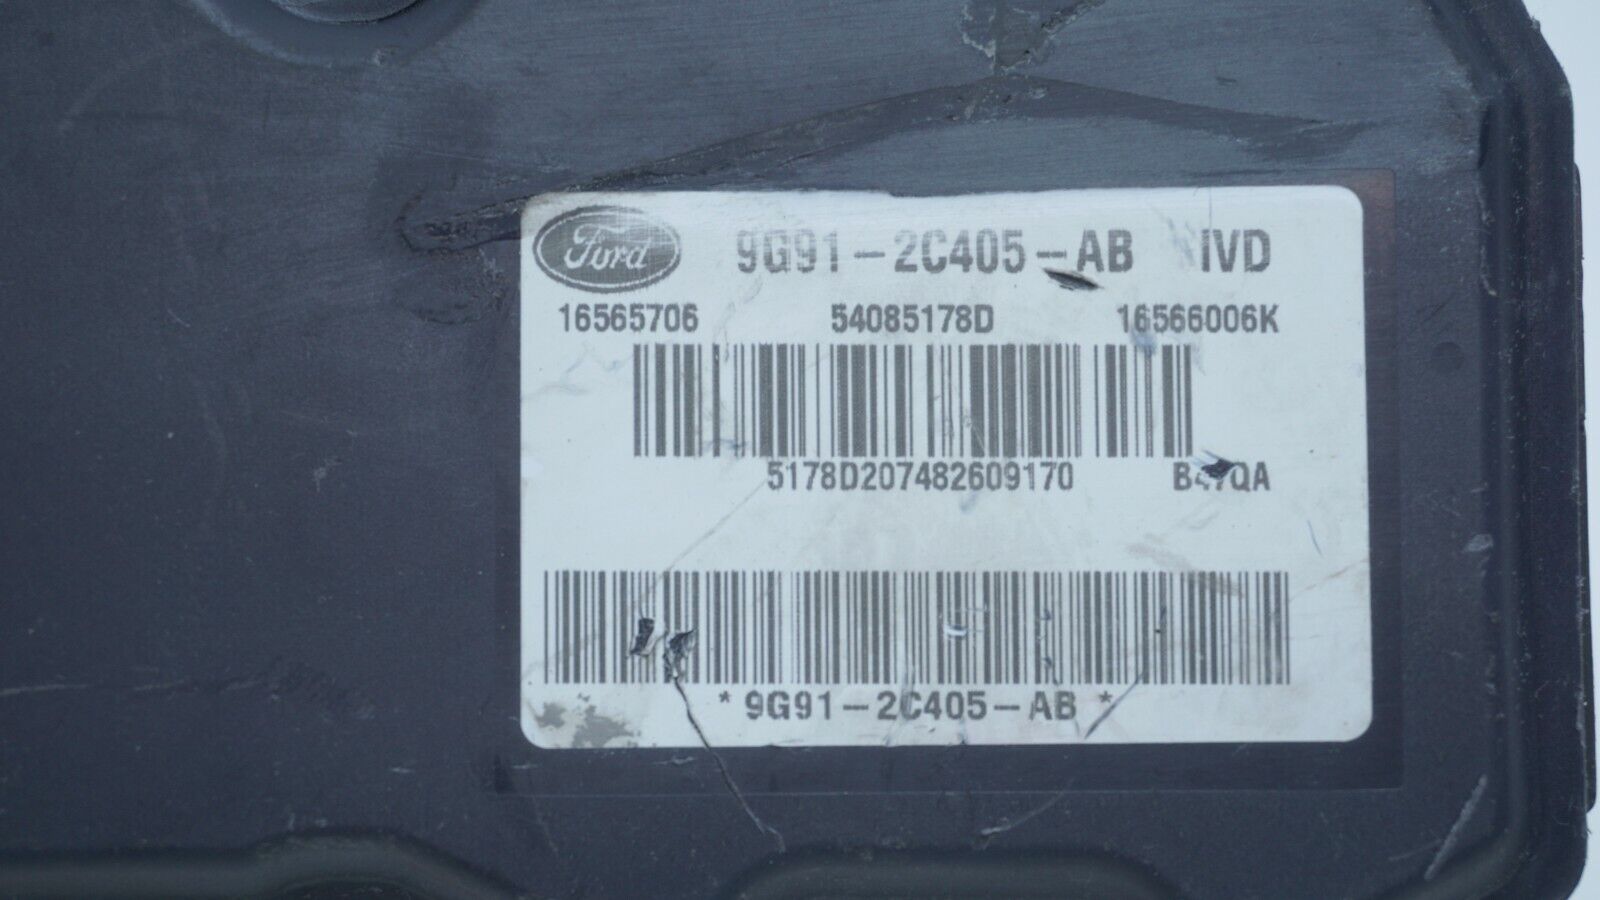 Ford 9G91-2C405-AB IVD
16565706 54085178D 16566006K
5178D207482609170 B47QA
*9G91-2C405-AB*